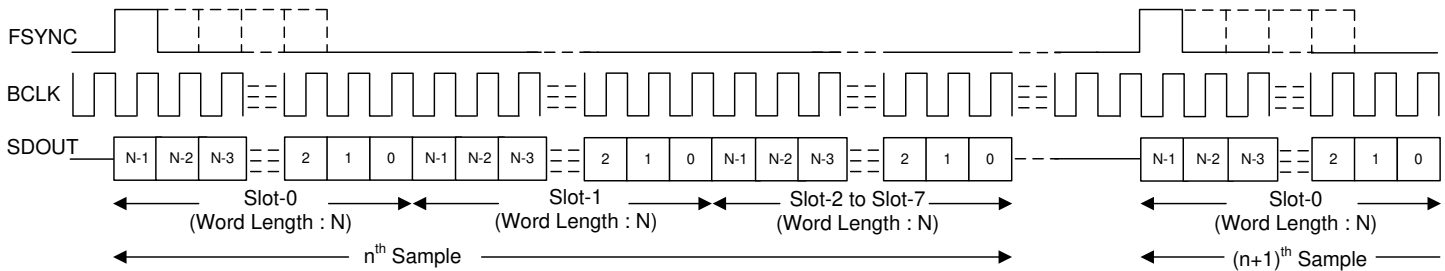 FSYNC
BCLK
SDOUT N-1 N-2 N-3 2 1 0 N-1 N-2 N-3 2 1 0 N-1 N-2 N-3 2 1 0 N-1 N-2 N-3 2 1 0
Slot-0 Slot-1 Slot-2 to Slot-7 Slot-0
(Word Length : N) (Word Length : N) (Word Length : N) (Word Length : N)
nth Sample (n+1)th Sample